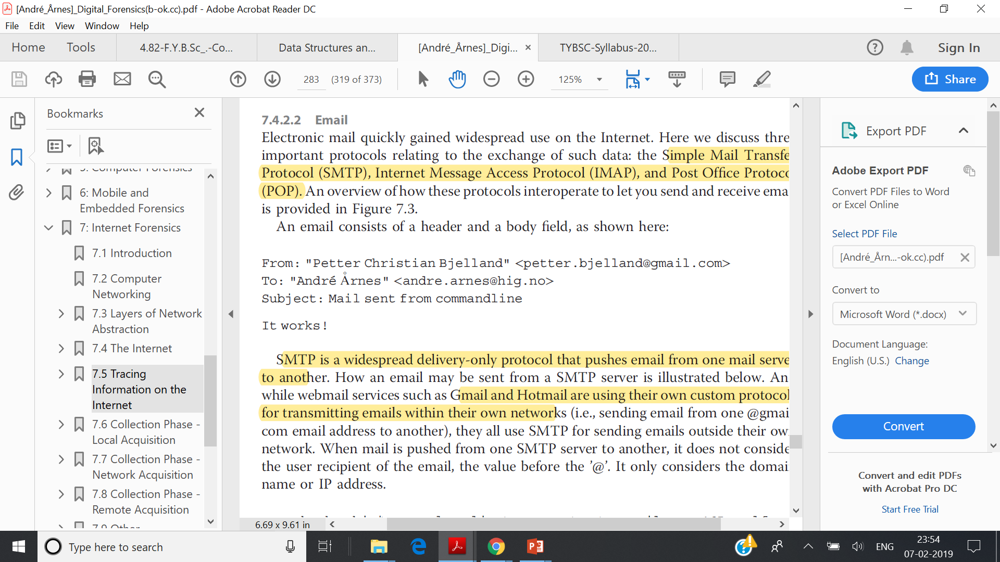 [André_Årnes]_Digital_Forensics(b-ok.cc).pdf - Adobe Acrobat Reader DC
File Edit View Window Help
Home Tools 4.82-F.Y.B.Sc_.-Co... Data Structures an... [André_Årnes]_Digi... × TYBSC-Syllabus-20... Sign In
283 (319 of 373) 125% Share
Bookmarks
5: Computer Forensics
6: Mobile and
Embedded Forensics
7: Internet Forensics
7.1 Introduction
7.2 Computer
Networking
7.3 Layers of Network
Abstraction
7.4 The Internet
7.5 Tracing
Information on the
Internet
7.6 Collection Phase -
Local Acquisition
7.7 Collection Phase -
Network Acquisition
7.8 Collection Phase -
Remote Acquisition
7.9 Other
7.4.2.2 Email
Electronic mail quickly gained widespread use on the Internet. Here we discuss thre
important protocols relating to the exchange of such data: the Simple Mail Transfe
Protocol (SMTP), Internet Message Access Protocol (IMAP), and Post Office Protoc
(POP). An overview of how these protocols interoperate to let you send and receive ema
is provided in Figure 7.3.
An email consists of a header and a body field, as shown here:
From: "Petter Christian Bjelland" <petter.bjelland@gmail.com>
To: "André Årnes" <andre.arnes@hig.no>
Subject: Mail sent from commandline
It works!
SMTP is a widespread delivery-only protocol that pushes email from one mail serve
to another. How an email may be sent from a SMTP server is illustrated below. An
while webmail services such as Gmail and Hotmail are using their own custom protocol
for transmitting emails within their own networks (i.e., sending email from one @gmai
com email address to another), they all use SMTP for sending emails outside their ow
network. When mail is pushed from one SMTP server to another, it does not conside
the user recipient of the email, the value before the ’@’. It only considers the domai
name or IP address.
6.69 x 9.61 in
Export PDF
Adobe Export PDF
Convert PDF Files to Word
or Excel Online
Select PDF File
[André_Årn...-ok.cc).pdf
Convert to
Microsoft Word (*.docx)
Document Language:
English (U.S.) Change
Convert
Convert and edit PDFs
with Acrobat Pro DC
Start Free Trial
Type here to search
ENG
23:54
07-02-2019